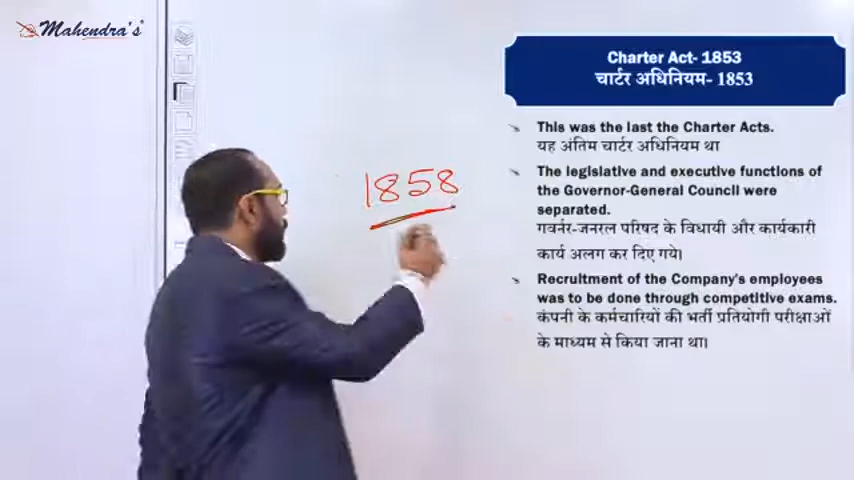 Mahendra's
Charter Act- 1853
चार्टर अधिनियम- 1853
1858
This was the last the Charter Acts.
यह अंतिम चार्टर अधिनियम था
The legislative and executive functions of
the Governor-General Council were
separated.
गवर्नर-जनरल परिषद के विधायी और कार्यकारी
कार्य अलग कर दिए गये।
Recruitment of the Company's employees
was to be done through competitive exams.
कंपनी के कर्मचारियों की भर्ती प्रतियोगी परीक्षाओं
के माध्यम से किया जाना था।